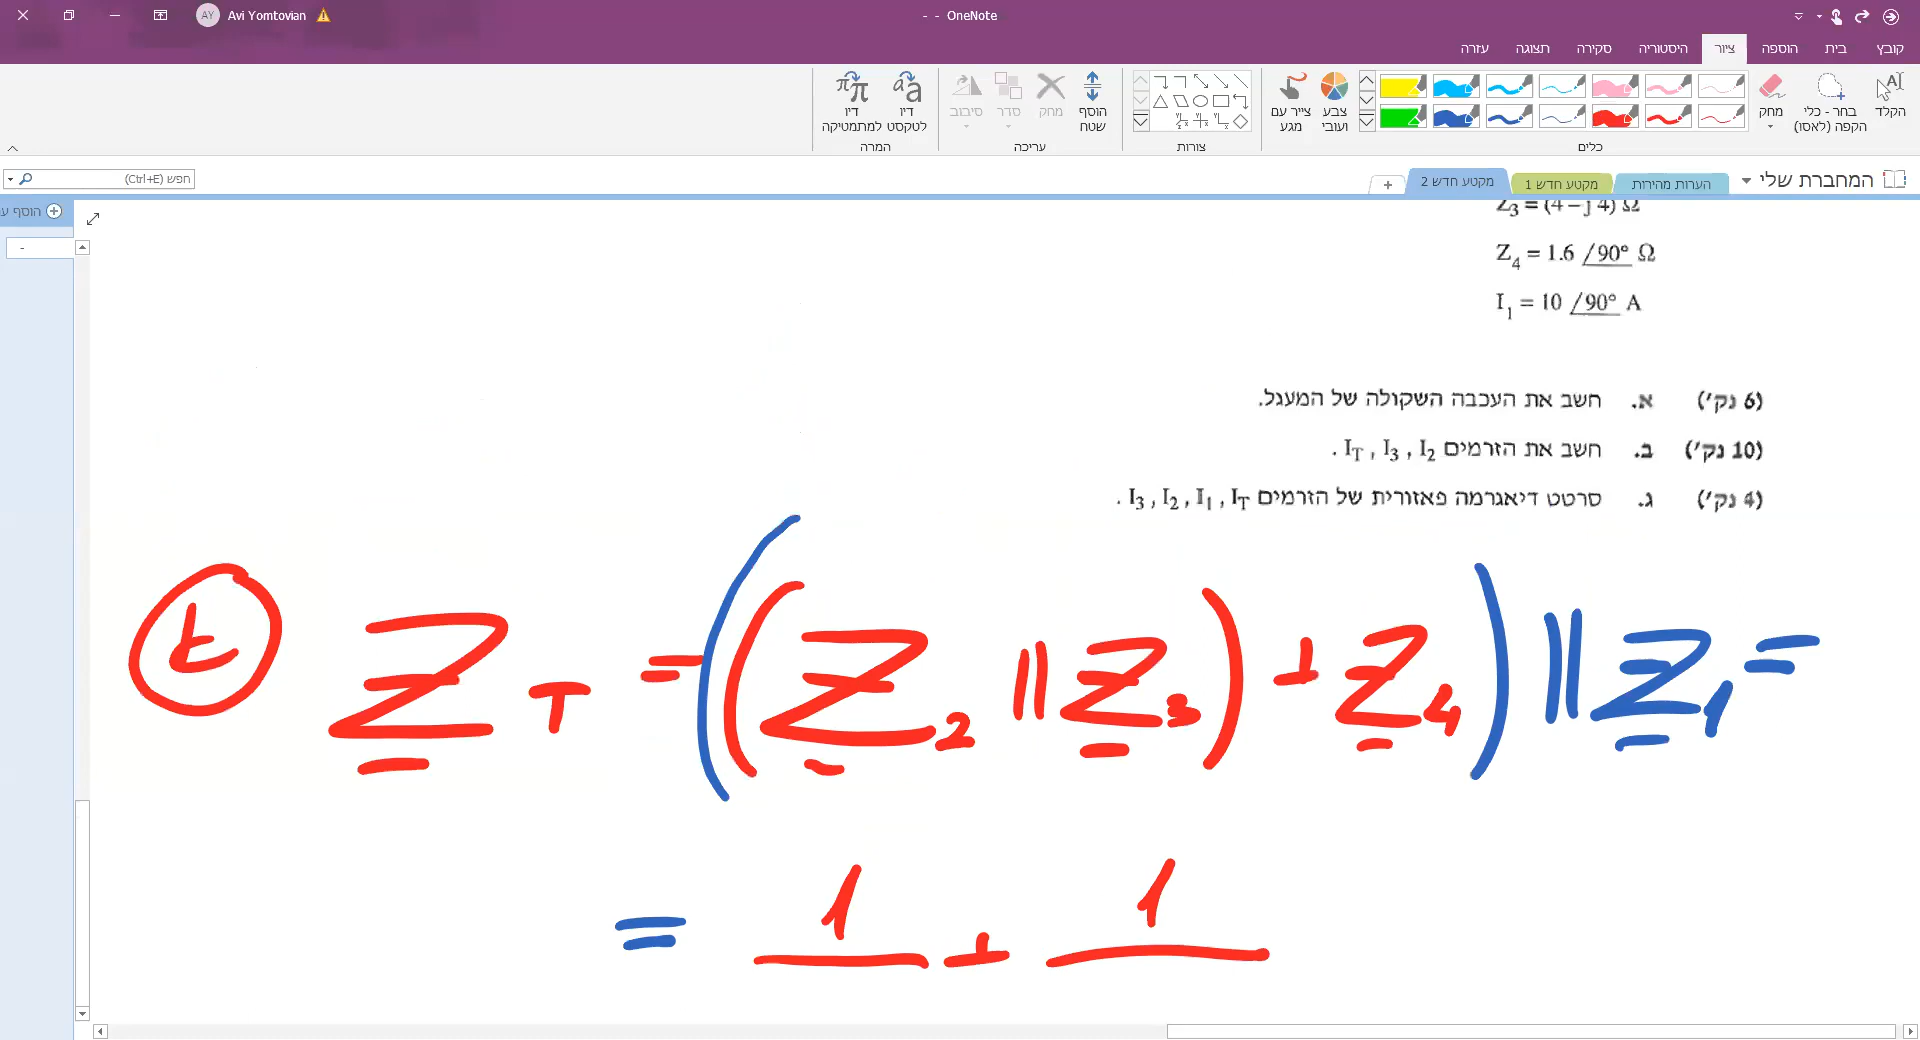 AY Avi Yomtovian
- - OneNote
קובץ בית הוספה ציור היסטוריה סקירה תצוגה עזרה
הקלד
בחר - כלי הקפה (לאסו)
מחק
צבע ועובי
צייר עם מגע
הוסף שטח
מחק
סדר
סיבוב
דיו לטקסט
דיו למתמטיקה
כלים
צורות
עריכה
המרה
המחברת שלי
הערות מהירות
מקטע חדש 1
מקטע חדש 2
+
חפש (Ctrl+E)
-
Z3 = (4 – j 4) Ω
Z4 = 1.6 /90° Ω
I1 = 10 /90° A
(6 נק') א. חשב את העכבה השקולה של המעגל.
(10 נק') ב. חשב את הזרמים I2 , I3 , IT .
(4 נק') ג. סרטט דיאגרמה פאזורית של הזרמים IT , I1 , I2 , I3 .
Z T = ((Z2 || Z3) + Z4) || Z1 =
= 1 + 1